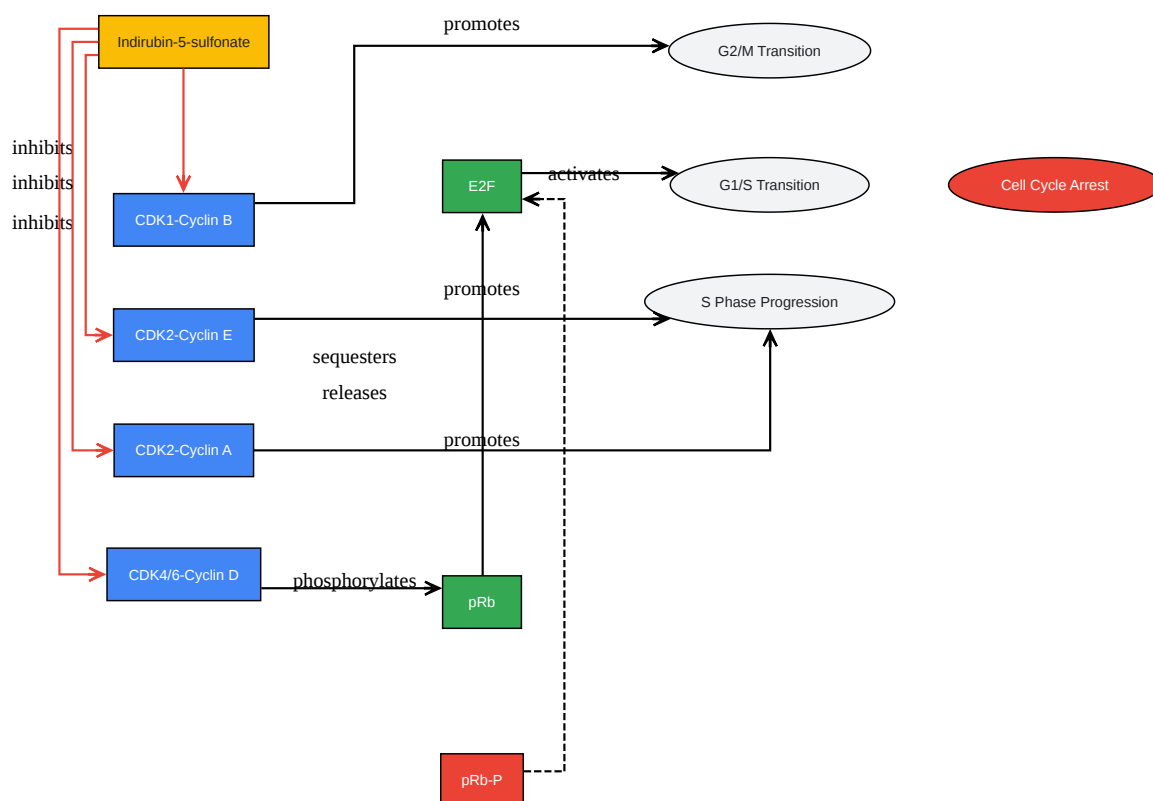 promotes
Indirubin-5-sulfonate
G2/M Transition
inhibits
inhibits
inhibits
E2F
activates
G1/S Transition
Cell Cycle Arrest
CDK1-Cyclin B
promotes
S Phase Progression
CDK2-Cyclin E
sequesters
releases
CDK2-Cyclin A
promotes
CDK4/6-Cyclin D
phosphorylates
pRb
pRb-P